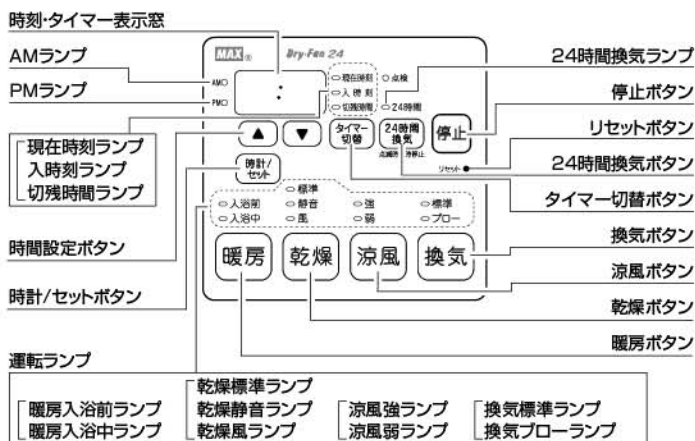 時刻・タイマー表示窓
AMランプ
PMランプ
現在時刻ランプ
入時刻ランプ
切残時間ランプ
時間設定ボタン
時計/セットボタン
MAX® Dry-Fan 24
AM
PM
:
現在時刻
入時刻
切残時間
点検
24時間
▲ ▼
タイマー切替
24時間換気
停止
リセット
時計/セット
入浴前
入浴中
標準
静音
風
強
弱
標準
ブロー
暖房 乾燥 涼風 換気
24時間換気ランプ
停止ボタン
リセットボタン
24時間換気ボタン
タイマー切替ボタン
換気ボタン
涼風ボタン
乾燥ボタン
暖房ボタン
運転ランプ
暖房入浴前ランプ
暖房入浴中ランプ
乾燥標準ランプ
乾燥静音ランプ
乾燥風ランプ
涼風強ランプ
涼風弱ランプ
換気標準ランプ
換気ブローランプ